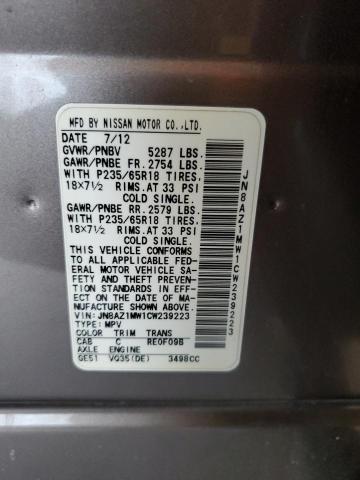 MFD BY NISSAN MOTOR CO.,LTD.
DATE 7/12
GVWR/PNBV 5287 LBS.
GAWR/PNBE FR. 2754 LBS.
WITH P235/65R18 TIRES.
18×7½ RIMS.AT 33 PSI
COLD SINGLE.
GAWR/PNBE RR. 2579 LBS.
WITH P235/65R18 TIRES.
18×7½ RIMS.AT 33 PSI
COLD SINGLE.
THIS VEHICLE CONFORMS
TO ALL APPLICABLE FED-
ERAL MOTOR VEHICLE SAF-
FETY AND THEFT PREVEN-
TION STANDARDS IN EFF-
ECT ON THE DATE OF MA-
NUFACTURE SHOWN ABOVE.
VIN: JN8AZ1MW1CW239223
TYPE: MPV
COLOR TRIM TRANS
CAB C RE0F09B
AXLE ENGINE
GE51 VQ35(DE) 3498CC
JN8AZ1MW1CW239223